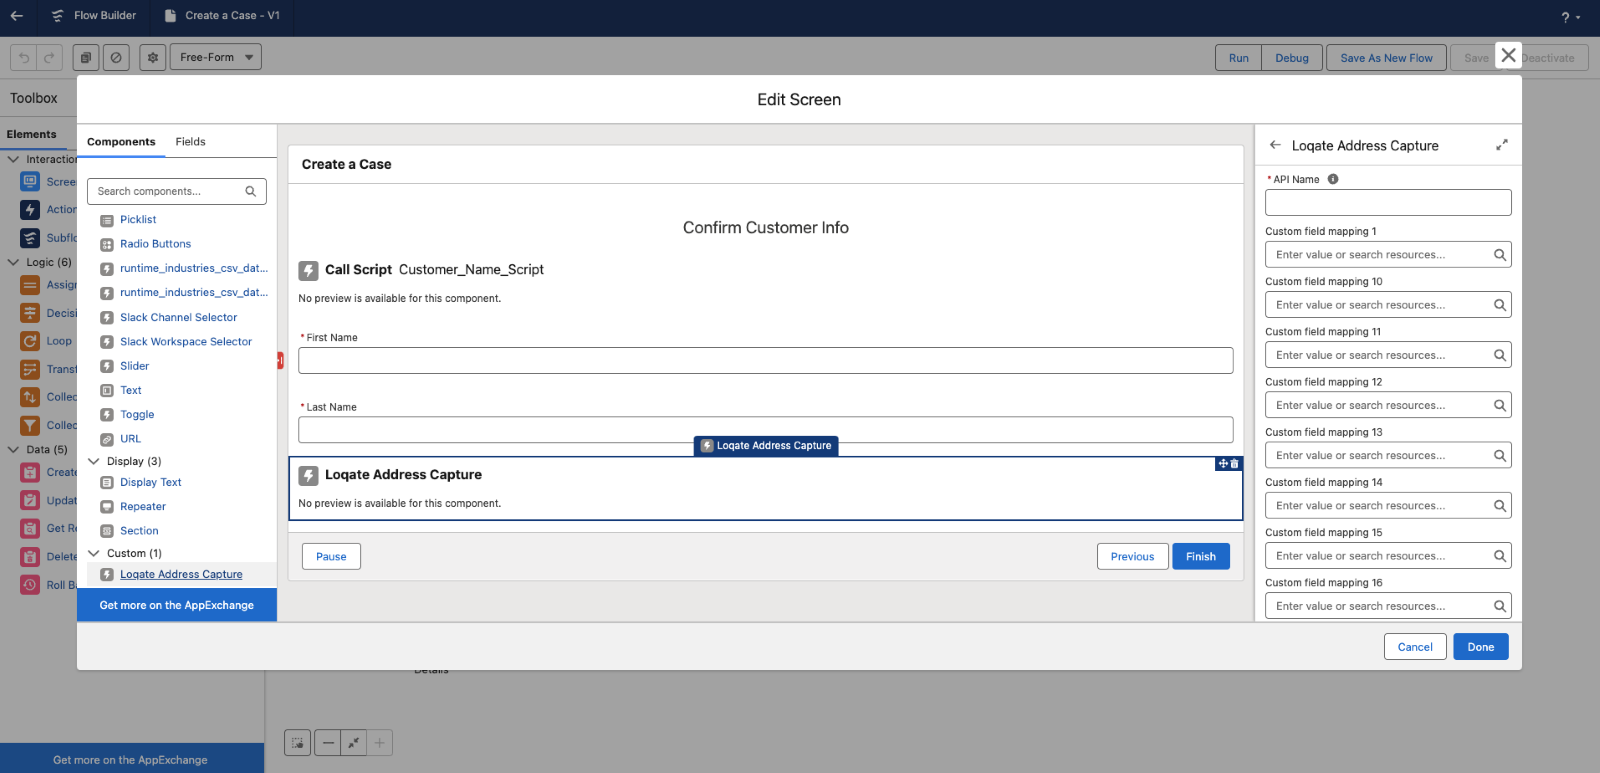 Flow Builder
Create a Case - V1
?
Free-Form
Run
Debug
Save As New Flow
Save
Deactivate
Toolbox
Elements
Interaction
Scree
Action
Subfl
Logic (6)
Assig
Decisi
Loop
Transf
Collec
Collec
Data (5)
Create
Updat
Get Re
Delete
Roll Ba
Get more on the AppExchange
Edit Screen
Components
Fields
Search components...
Picklist
Radio Buttons
runtime_industries_csv_dat...
runtime_industries_csv_dat...
Slack Channel Selector
Slack Workspace Selector
Slider
Text
Toggle
URL
Display (3)
Display Text
Repeater
Section
Custom (1)
Loqate Address Capture
Get more on the AppExchange
Create a Case
Confirm Customer Info
Call Script Customer_Name_Script
No preview is available for this component.
* First Name
* Last Name
Loqate Address Capture
Loqate Address Capture
No preview is available for this component.
Pause
Previous
Finish
Loqate Address Capture
* API Name
Custom field mapping 1
Enter value or search resources...
Custom field mapping 10
Enter value or search resources...
Custom field mapping 11
Enter value or search resources...
Custom field mapping 12
Enter value or search resources...
Custom field mapping 13
Enter value or search resources...
Custom field mapping 14
Enter value or search resources...
Custom field mapping 15
Enter value or search resources...
Custom field mapping 16
Enter value or search resources...
Cancel
Done
Details